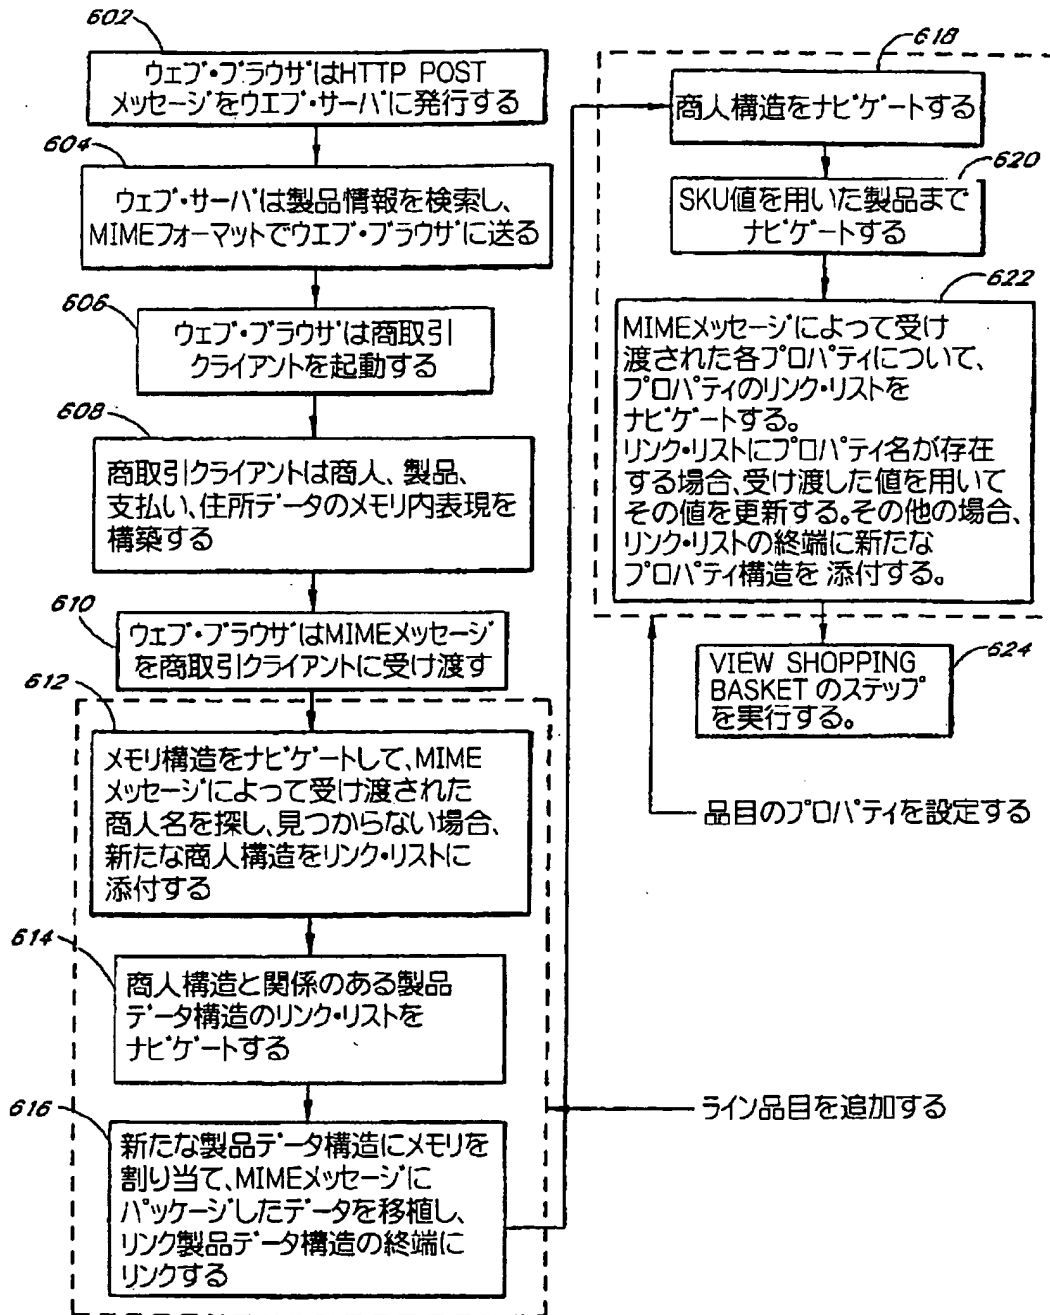 602
ウェブ・ブラウザはHTTP POST
メッセージをウエブ・サーバに発行する
604
ウェブ・サーバは製品情報を検索し、
MIMEフォーマットでウエブ・ブラウザに送る
606
ウェブ・ブラウザは商取引
クライアントを起動する
608
商取引クライアントは商人、製品、
支払い、住所データのメモリ内表現を
構築する
610
ウェブ・ブラウザはMIMEメッセージ
を商取引クライアントに受け渡す
612
メモリ構造をナビゲートして、MIME
メッセージによって受け渡された
商人名を探し、見つからない場合、
新たな商人構造をリンク・リストに
添付する
614
商人構造と関係のある製品
データ構造のリンク・リストを
ナビゲートする
616
新たな製品データ構造にメモリを
割り当て、MIMEメッセージに
パッケージしたデータを移植し、
リンク製品データ構造の終端に
リンクする
ライン品目を追加する
618
商人構造をナビゲートする
620
SKU値を用いた製品まで
ナビゲートする
622
MIMEメッセージによって受け
渡された各プロパティについて、
プロパティのリンク・リストを
ナビゲートする。
リンク・リストにプロパティ名が存在
する場合、受け渡した値を用いて
その値を更新する。その他の場合、
リンク・リストの終端に新たな
プロパティ構造を 添付する。
624
VIEW SHOPPING
BASKET のステップ
を実行する。
品目のプロパティを設定する